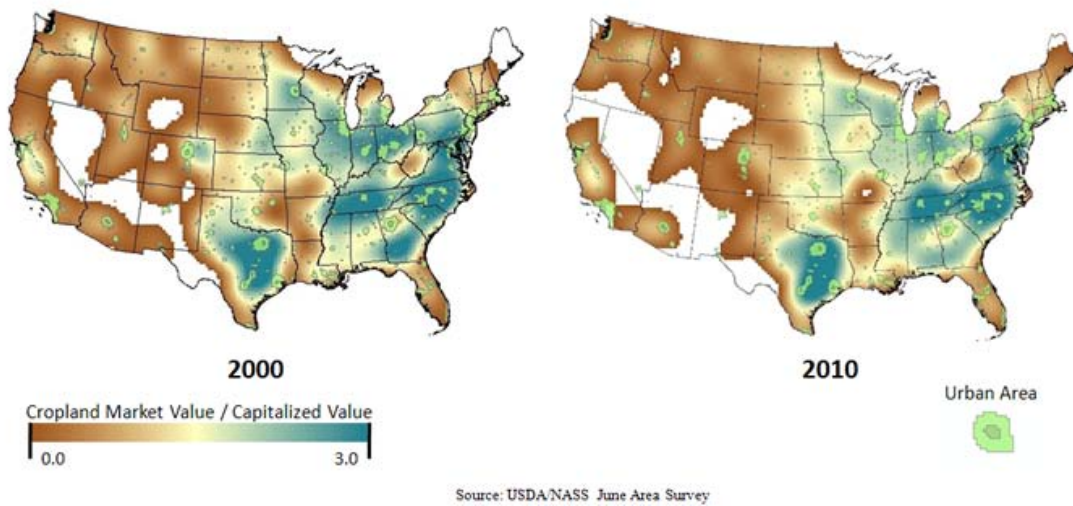 2000
2010
Cropland Market Value / Capitalized Value
0.0
3.0
Urban Area
Source: USDA/NASS June Area Survey